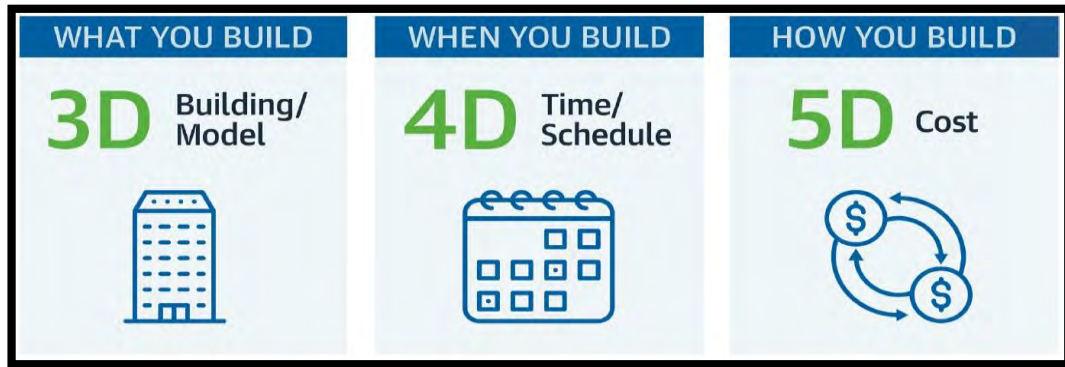 WHAT YOU BUILD
3D
Building/
Model
WHEN YOU BUILD
4D
Time/
Schedule
HOW YOU BUILD
5D
Cost
$
$